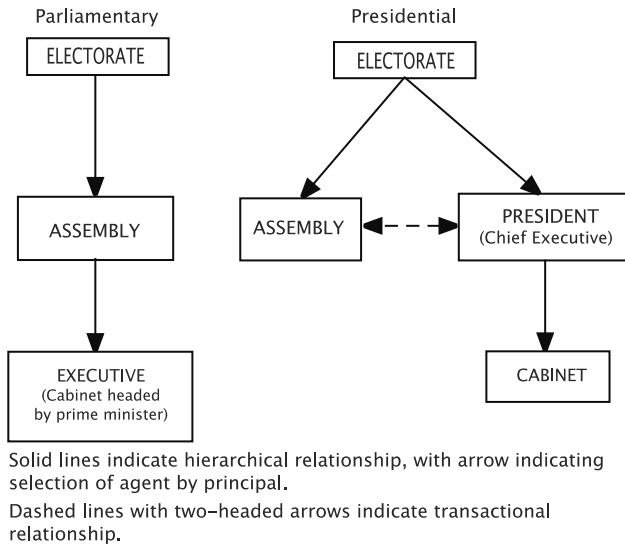 Parliamentary
ELECTORATE
ASSEMBLY
EXECUTIVE
(Cabinet headed
by prime minister)
Presidential
ELECTORATE
ASSEMBLY
PRESIDENT
(Chief Executive)
CABINET
Solid lines indicate hierarchical relationship, with arrow indicating
selection of agent by principal.
Dashed lines with two-headed arrows indicate transactional
relationship.